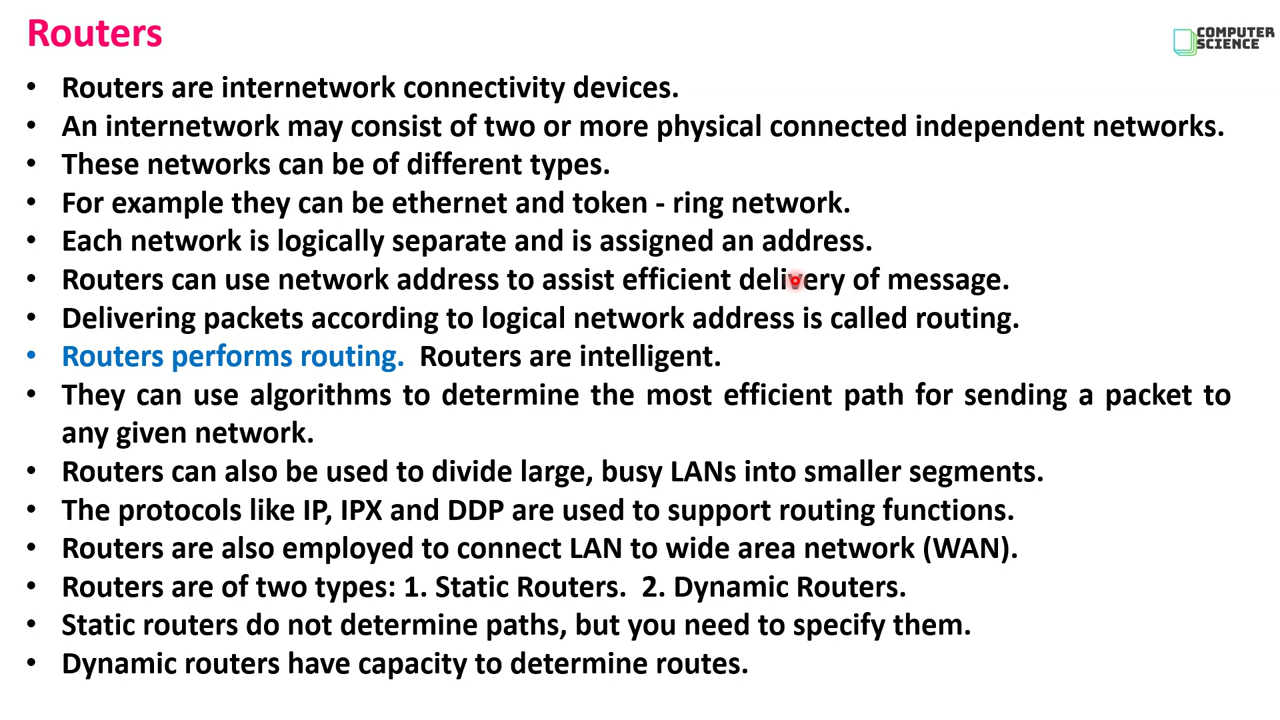 Routers
COMPUTER
SCIENCE
• Routers are internetwork connectivity devices.
• An internetwork may consist of two or more physical connected independent networks.
• These networks can be of different types.
• For example they can be ethernet and token - ring network.
• Each network is logically separate and is assigned an address.
• Routers can use network address to assist efficient delivery of message.
• Delivering packets according to logical network address is called routing.
• Routers performs routing.  Routers are intelligent.
• They can use algorithms to determine the most efficient path for sending a packet to
any given network.
• Routers can also be used to divide large, busy LANs into smaller segments.
• The protocols like IP, IPX and DDP are used to support routing functions.
• Routers are also employed to connect LAN to wide area network (WAN).
• Routers are of two types: 1. Static Routers.  2. Dynamic Routers.
• Static routers do not determine paths, but you need to specify them.
• Dynamic routers have capacity to determine routes.